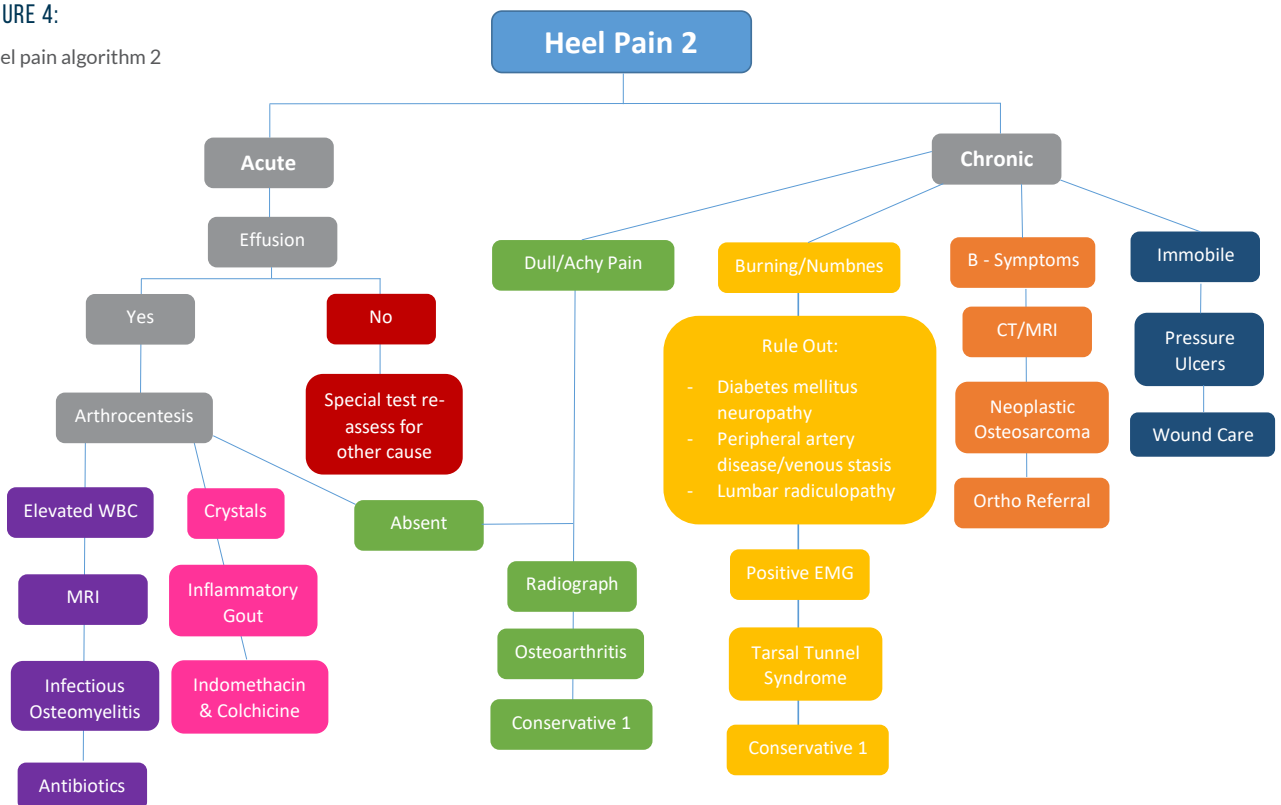 URE 4:
el pain algorithm 2
Heel Pain 2
Acute
Chronic
Effusion
Dull/Achy Pain
Burning/Numbnes
B - Symptoms
Immobile
Yes
No
CT/MRI
Pressure
Ulcers
Rule Out:
- Diabetes mellitus
neuropathy
- Peripheral artery
disease/venous stasis
- Lumbar radiculopathy
Arthrocentesis
Special test re-
assess for
other cause
Neoplastic
Osteosarcoma
Wound Care
Elevated WBC
Crystals
Absent
Ortho Referral
MRI
Inflammatory
Gout
Radiograph
Positive EMG
Osteoarthritis
Tarsal Tunnel
Syndrome
Infectious
Osteomyelitis
Indomethacin
& Colchicine
Conservative 1
Conservative 1
Antibiotics